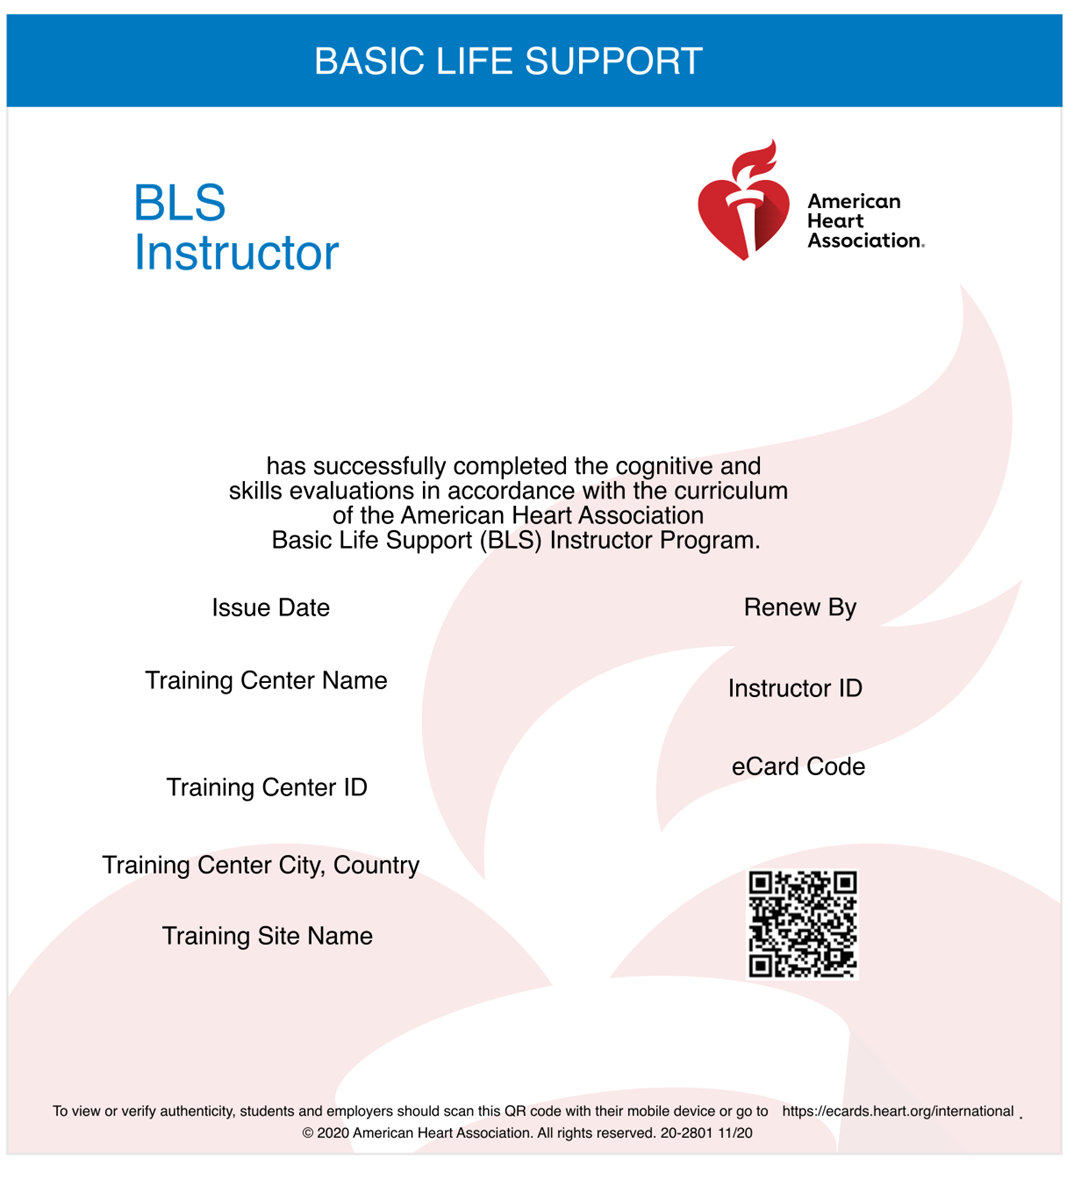 BASIC LIFE SUPPORT
BLS
Instructor
American
Heart
Association.
has successfully completed the cognitive and
skills evaluations in accordance with the curriculum
of the American Heart Association
Basic Life Support (BLS) Instructor Program.
Issue Date
Renew By
Training Center Name
Instructor ID
Training Center ID
eCard Code
Training Center City, Country
Training Site Name
To view or verify authenticity, students and employers should scan this QR code with their mobile device or go to https://ecards.heart.org/international .
© 2020 American Heart Association. All rights reserved. 20-2801 11/20